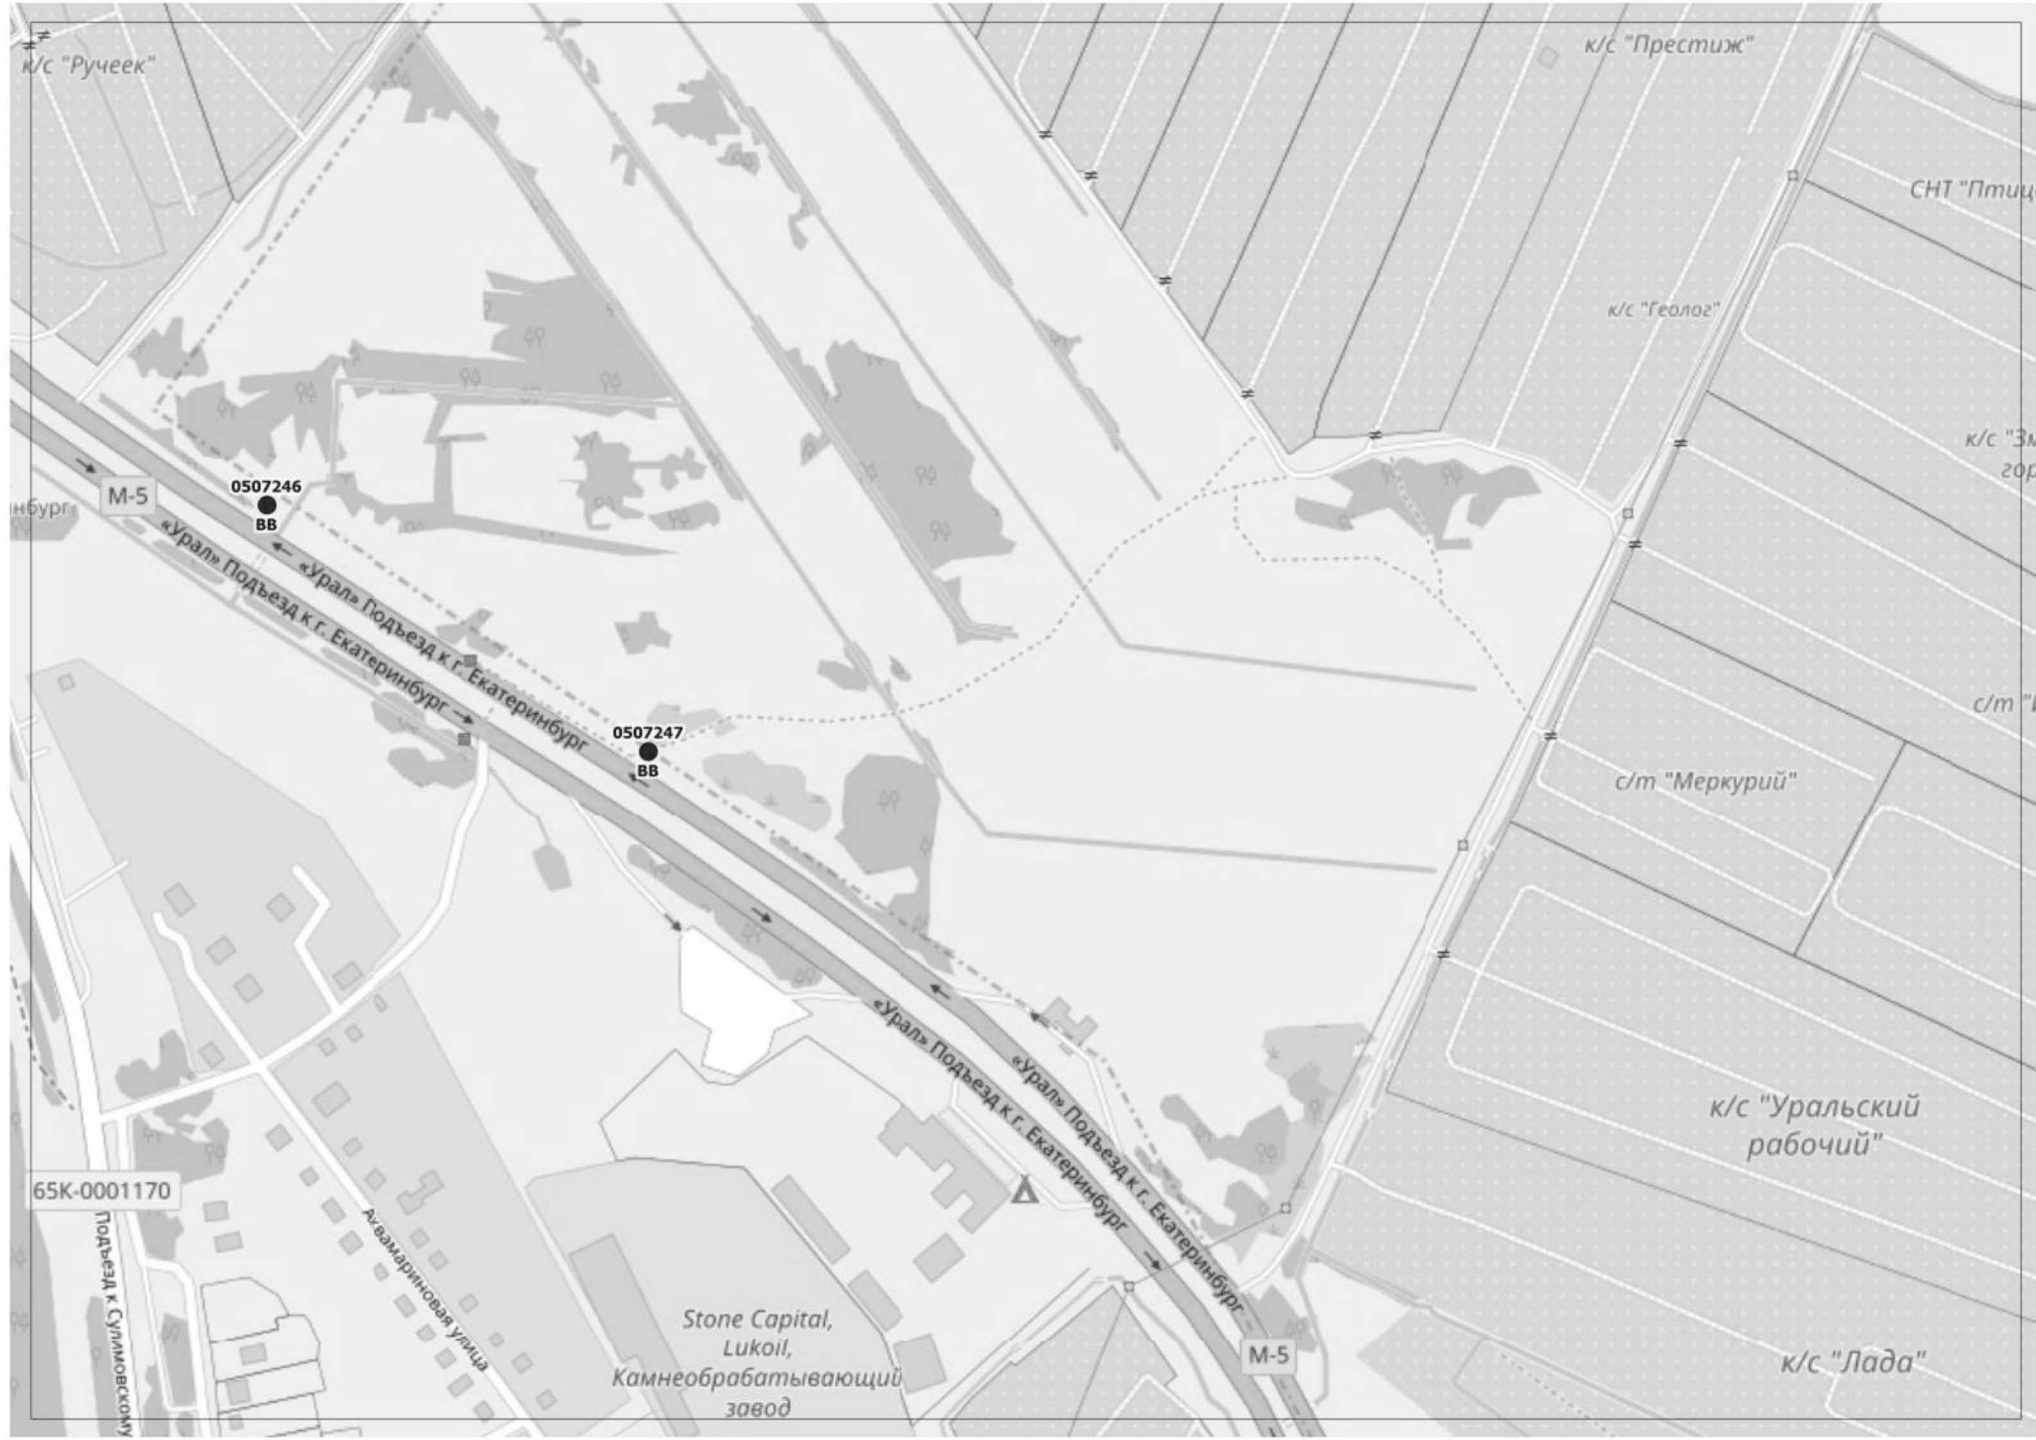 к/с "Престиж"
к/с "Ручеек"
СНТ "Птиц
к/с "Геолог"
к/с "Зм
гор
M-5
0507246
BB
нбург
«Урал» Подъезд к г. Екатеринбург
«Урал» Подъезд к г. Екатеринбург
с/т "И
0507247
BB
с/т "Меркурий"
«Урал» Подъезд к г. Екатеринбург
«Урал» Подъезд к г. Екатеринбург
к/с "Уральский
рабочий"
65К-0001170
Подъезд к Сулимовскому
Аквамариновая улица
Stone Capital,
Lukoil,
Камнеобрабатывающий
завод
M-5
к/с "Лада"